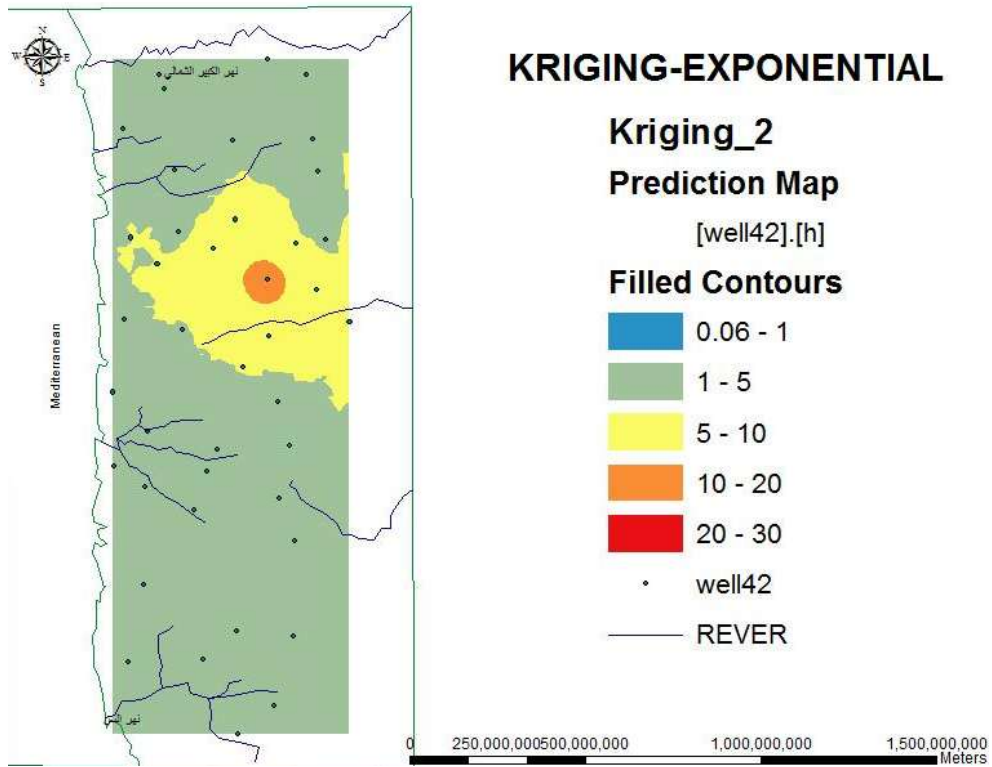 N
W E
S
نهر الكبير الشمالي
Mediterranean
نهر
KRIGING-EXPONENTIAL
Kriging_2
Prediction Map
[well42].[h]
Filled Contours
0.06 - 1
1 - 5
5 - 10
10 - 20
20 - 30
well42
REVER
0 250,000,000500,000,000 1,000,000,000 1,500,000,000
Meters